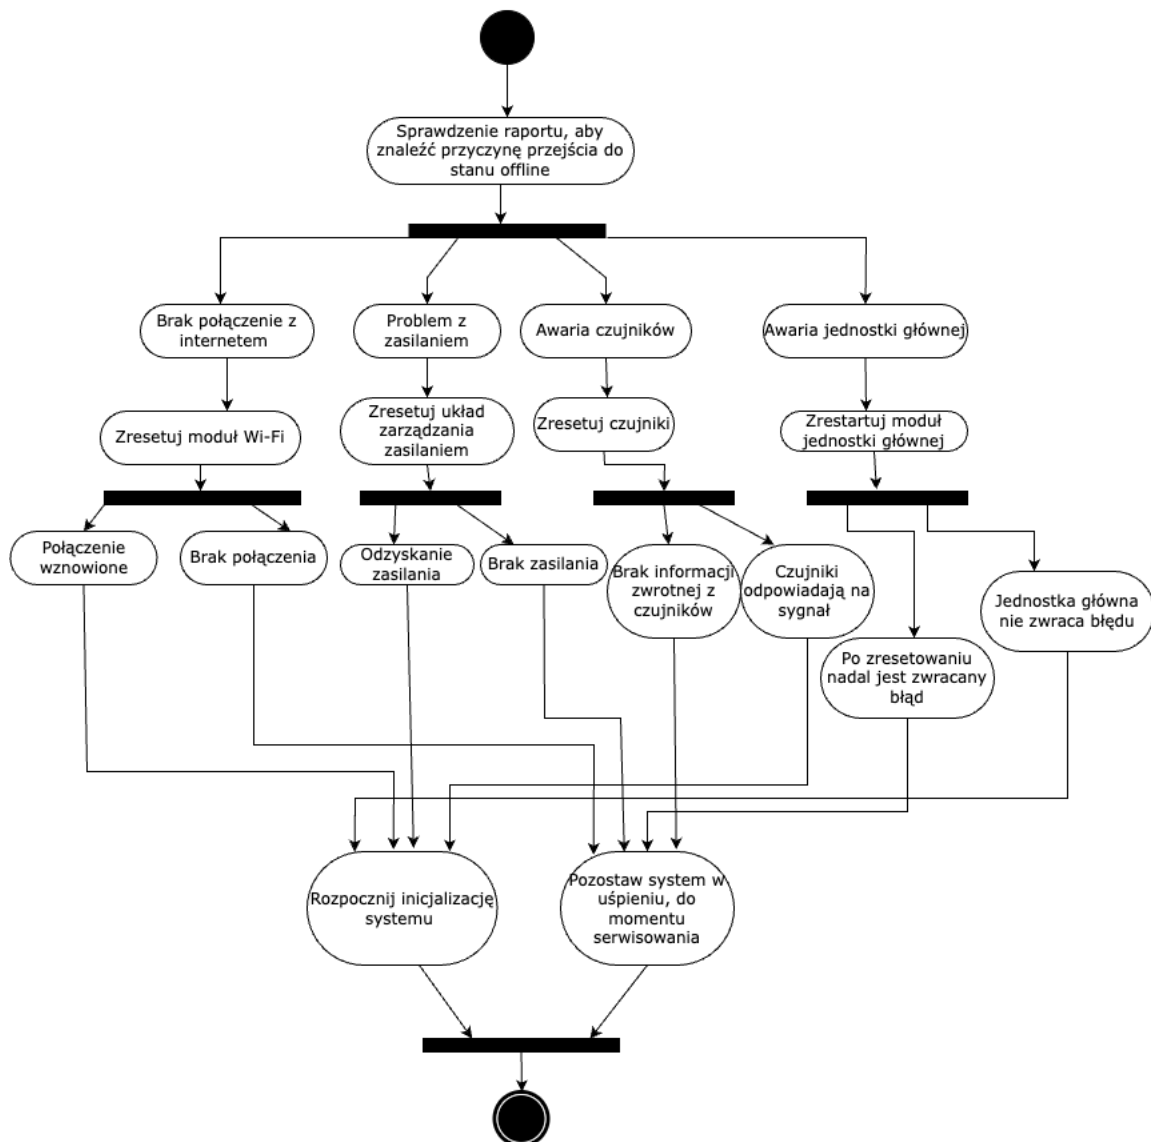 Sprawdzenie raportu, aby
znaleźć przyczynę przejścia do
stanu offline
Brak połączenie z
internetem
Problem z
zasilaniem
Awaria czujników
Awaria jednostki głównej
Zresetuj moduł Wi-Fi
Zresetuj układ
zarządzania
zasilaniem
Zresetuj czujniki
Zrestartuj moduł
jednostki głównej
Połączenie
wznowione
Brak połączenia
Odzyskanie
zasilania
Brak zasilania
Brak informacji
zwrotnej z
czujników
Czujniki
odpowiadają na
sygnał
Jednostka główna
nie zwraca błędu
Po zresetowaniu
nadal jest zwracany
błąd
Rozpocznij inicjalizację
systemu
Pozostaw system w
uśpieniu, do
momentu
serwisowania